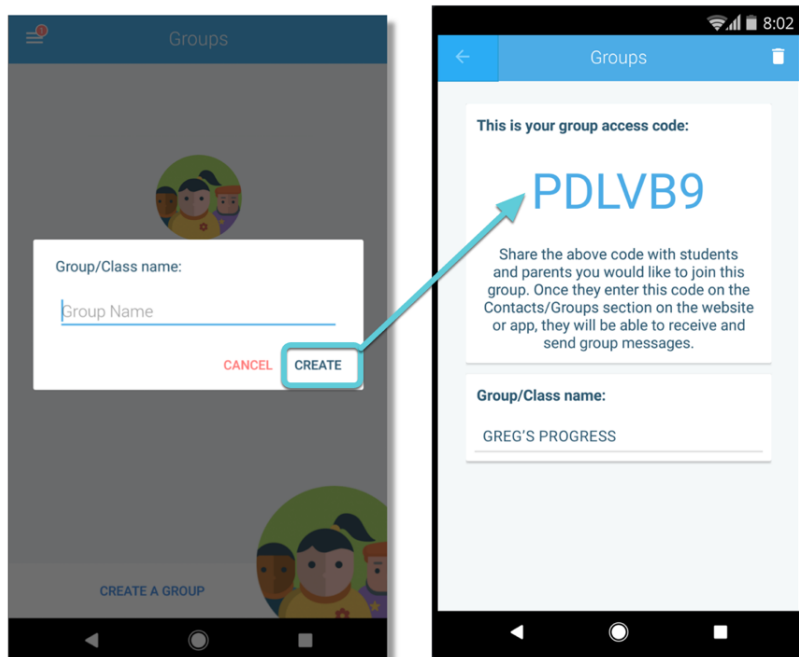 Groups
Group/Class name:
Group Name
CANCEL CREATE
CREATE A GROUP
8:02
Groups
This is your group access code:
PDLVB9
Share the above code with students
and parents you would like to join this
group. Once they enter this code on the
Contacts/Groups section on the website
or app, they will be able to receive and
send group messages.
Group/Class name:
GREG'S PROGRESS